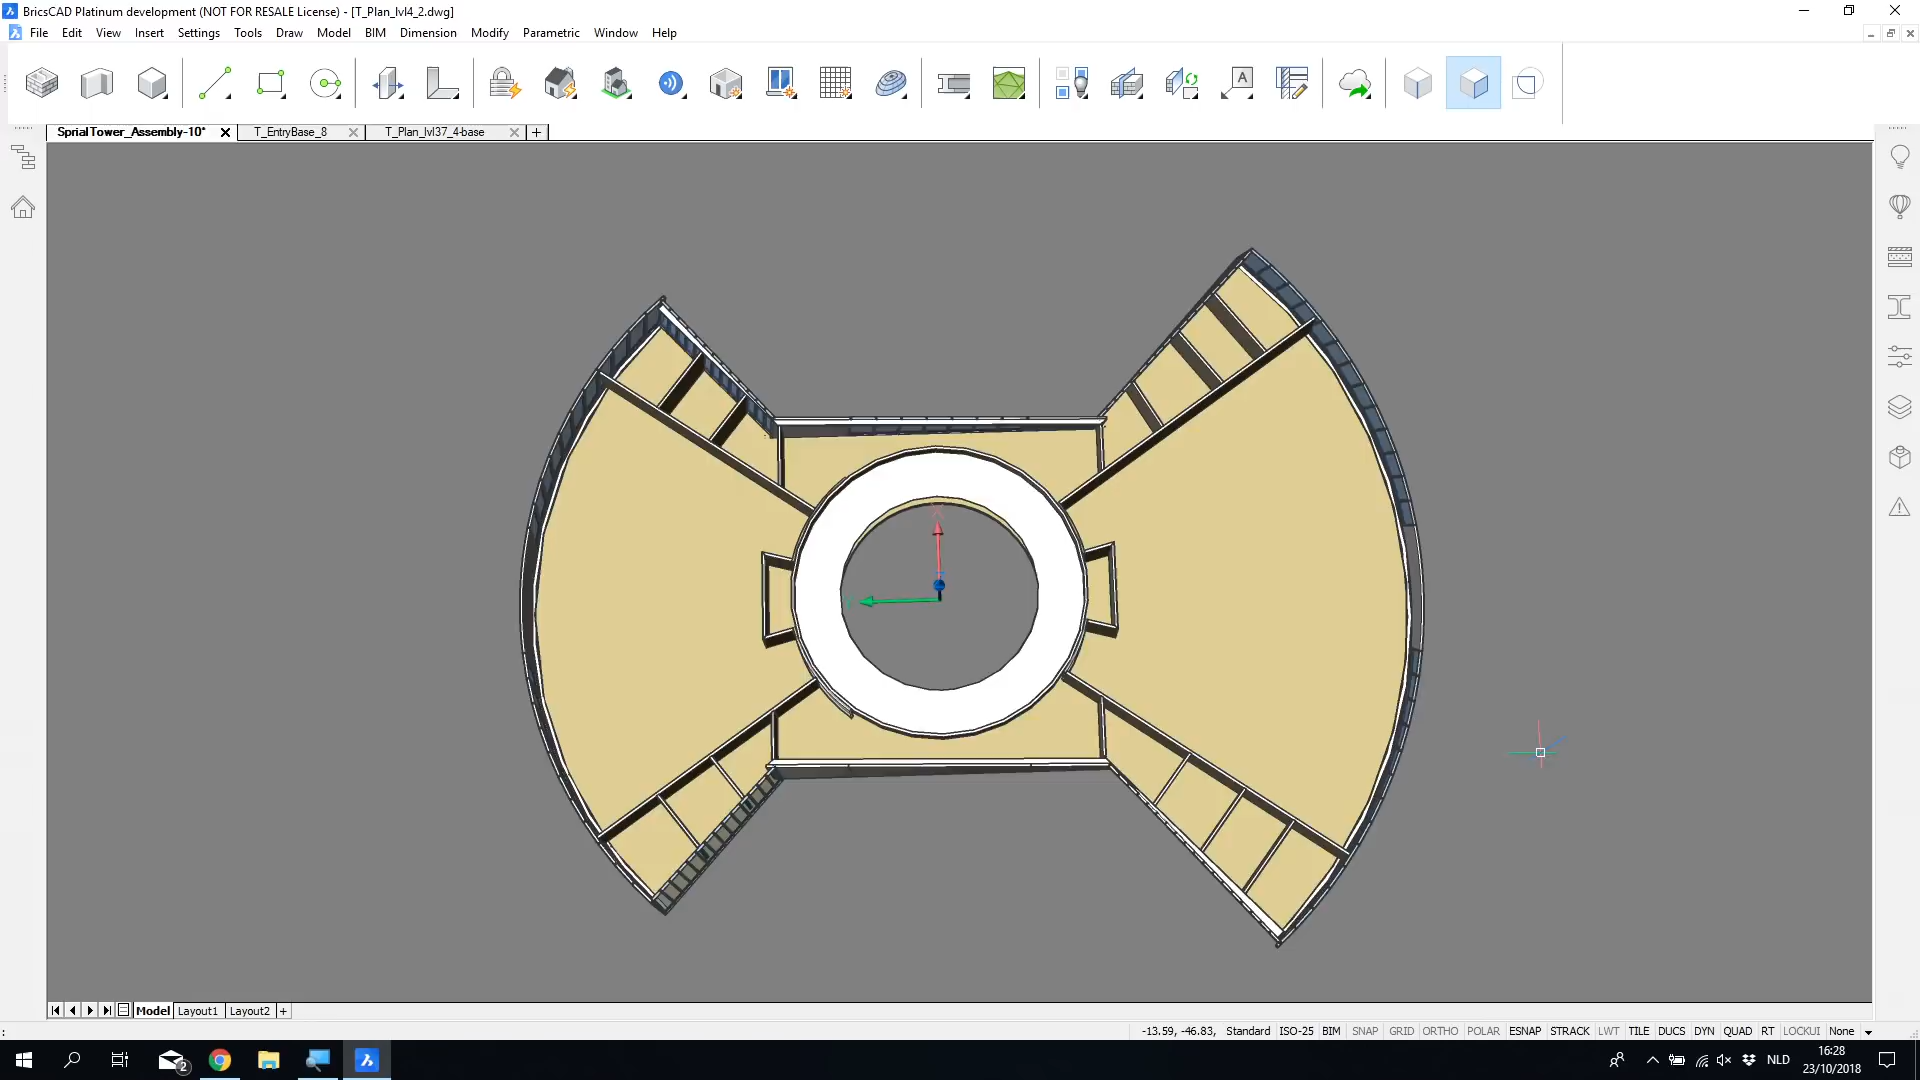 BricsCAD Platinum development (NOT FOR RESALE License) - [T_Plan_lvl4_2.dwg]
File Edit View Insert Settings Tools Draw Model BIM Dimension Modify Parametric Window Help
A
SprialTower_Assembly-10* T_EntryBase_8 T_Plan_lvl37_4-base
Model Layout1 Layout2
: -13.59, -46.83, Standard ISO-25 BIM SNAP GRID ORTHO POLAR ESNAP STRACK LWT TILE DUCS DYN QUAD RT LOCKUI None
2 NLD 16:28
23/10/2018